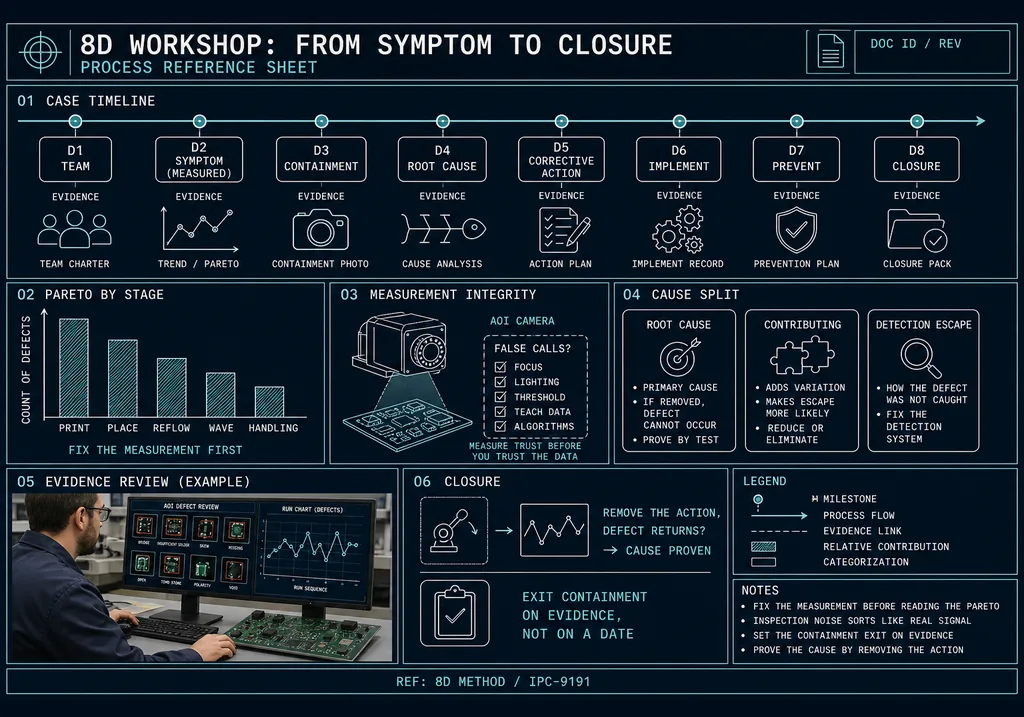 8D WORKSHOP: FROM SYMPTOM TO CLOSURE
PROCESS REFERENCE SHEET
DOC ID / REV
01 CASE TIMELINE
D1
TEAM
D2
SYMPTOM
(MEASURED)
D3
CONTAINMENT
D4
ROOT CAUSE
D5
CORRECTIVE
ACTION
D6
IMPLEMENT
D7
PREVENT
D8
CLOSURE
EVIDENCE
EVIDENCE
EVIDENCE
EVIDENCE
EVIDENCE
EVIDENCE
EVIDENCE
EVIDENCE
TEAM CHARTER
TREND / PARETO
CONTAINMENT PHOTO
CAUSE ANALYSIS
ACTION PLAN
IMPLEMENT RECORD
PREVENTION PLAN
CLOSURE PACK
02 PARETO BY STAGE
COUNT OF DEFECTS
PRINT
PLACE
REFLOW
WAVE
HANDLING
FIX THE MEASUREMENT FIRST
03 MEASUREMENT INTEGRITY
AOI CAMERA
FALSE CALLS?
FOCUS
LIGHTING
THRESHOLD
TEACH DATA
ALGORITHMS
MEASURE TRUST BEFORE
YOU TRUST THE DATA
04 CAUSE SPLIT
ROOT CAUSE
• PRIMARY CAUSE
• IF REMOVED,
DEFECT
CANNOT OCCUR
• PROVE BY TEST
CONTRIBUTING
• ADDS VARIATION
• MAKES ESCAPE
MORE LIKELY
• REDUCE OR
ELIMINATE
DETECTION ESCAPE
• HOW THE DEFECT
WAS NOT CAUGHT
• FIX THE
DETECTION
SYSTEM
05 EVIDENCE REVIEW (EXAMPLE)
AOI DEFECT REVIEW
BRIDGE
INSUFFICIENT SOLDER
SKEW
MISSING
OPEN
TOMB STONE
POLARITY
RUN CHART (DEFECTS)
RUN SEQUENCE
06 CLOSURE
REMOVE THE ACTION,
DEFECT RETURNS?
→ CAUSE PROVEN
EXIT CONTAINMENT
ON EVIDENCE,
NOT ON A DATE
LEGEND
MILESTONE
PROCESS FLOW
EVIDENCE LINK
RELATIVE CONTRIBUTION
CATEGORIZATION
NOTES
• FIX THE MEASUREMENT BEFORE READING THE PARETO
• INSPECTION NOISE SORTS LIKE REAL SIGNAL
• SET THE CONTAINMENT EXIT ON EVIDENCE
• PROVE THE CAUSE BY REMOVING THE ACTION
REF: 8D METHOD / IPC-9191